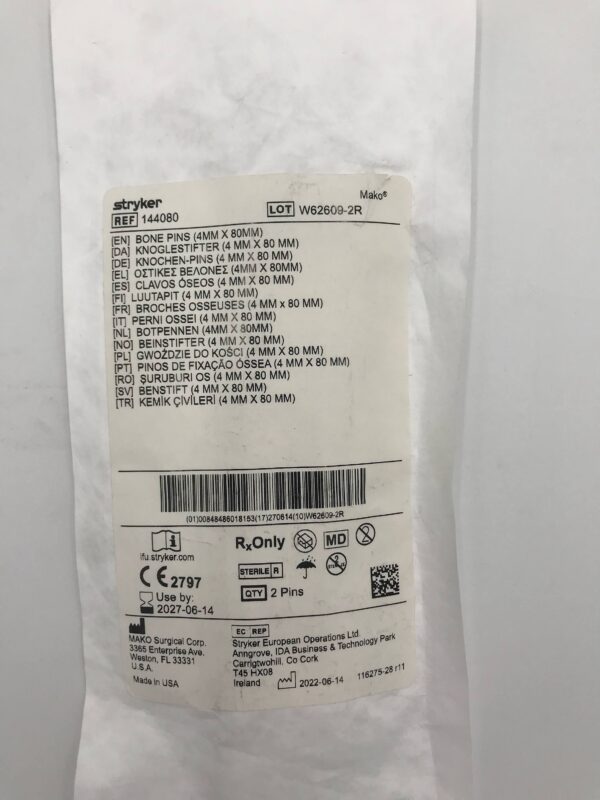 stryker
Mako®
REF 144080
LOT W62609-2R
[EN] BONE PINS (4MM X 80MM)
[DA] KNOGLESTIFTER (4 MM X 80 MM)
[DE] KNOCHEN-PINS (4 MM X 80 MM)
[EL] ΟΣΤΙΚΕΣ ΒΕΛΟΝΕΣ (4MM X 80MM)
[ES] CLAVOS ÓSEOS (4 MM X 80 MM)
[FI] LUUTAPIT (4 MM X 80 MM)
[FR] BROCHES OSSEUSES (4 MM x 80 MM)
[IT] PERNI OSSEI (4 MM X 80 MM)
[NL] BOTPENNEN (4MM X 80MM)
[NO] BEINSTIFTER (4 MM X 80 MM)
[PL] GWOŹDZIE DO KOŚCI (4 MM X 80 MM)
[PT] PINOS DE FIXAÇÃO ÓSSEA (4 MM X 80 MM)
[RO] ŞURUBURI OS (4 MM X 80 MM)
[SV] BENSTIFT (4 MM X 80 MM)
[TR] KEMİK ÇİVİLERİ (4 MM X 80 MM)
(01)00848486018153(17)270614(10)W62609-2R
ifu.stryker.com
RxOnly
MD
2
CE 2797
STERILE R
Use by:
2027-06-14
QTY 2 Pins
MAKO Surgical Corp.
3365 Enterprise Ave.
Weston, FL 33331
U.S.A.
Made in USA
EC REP
Stryker European Operations Ltd.
Anngrove, IDA Business & Technology Park
Carrigtwohill, Co Cork
T45 HX08
Ireland
2022-06-14
116275-28 r11